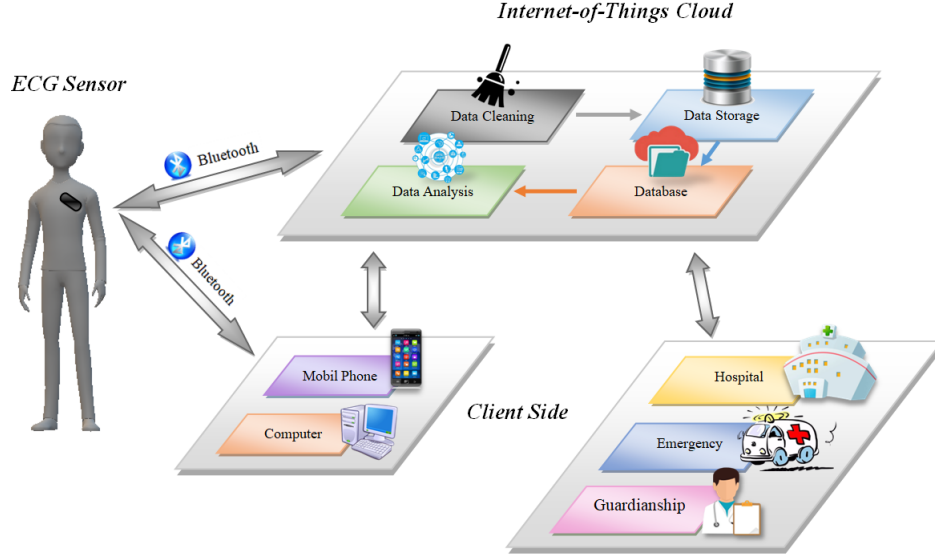 Internet-of-Things Cloud
ECG Sensor
Data Cleaning
Data Storage
Bluetooth
Data Analysis
Database
Bluetooth
Mobil Phone
Hospital
Client Side
Computer
Emergency
Guardianship